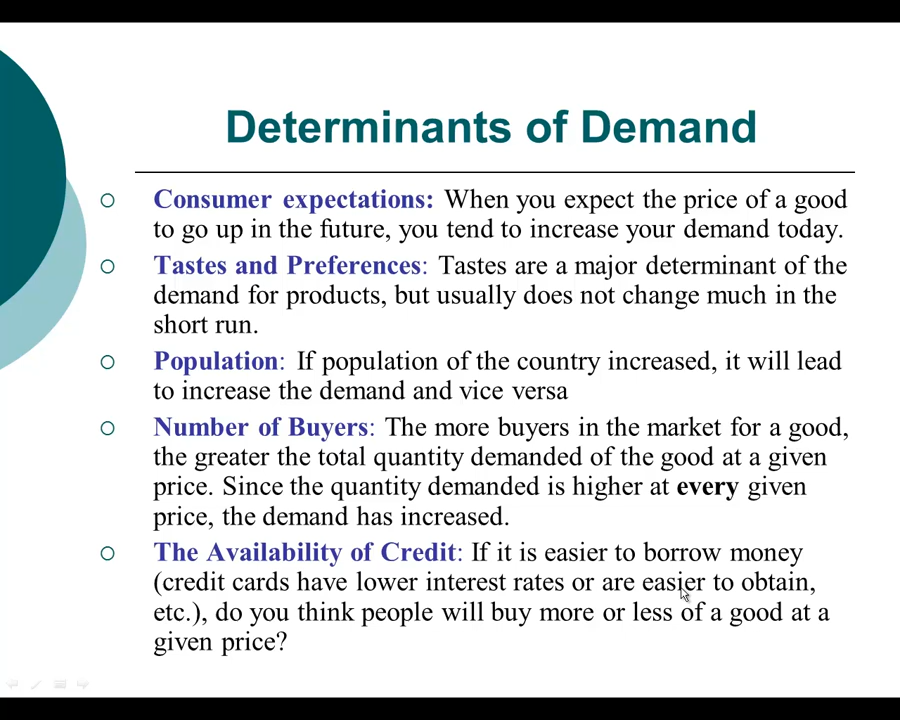 Determinants of Demand
Consumer expectations: When you expect the price of a good
to go up in the future, you tend to increase your demand today.
Tastes and Preferences: Tastes are a major determinant of the
demand for products, but usually does not change much in the
short run.
Population: If population of the country increased, it will lead
to increase the demand and vice versa
Number of Buyers: The more buyers in the market for a good,
the greater the total quantity demanded of the good at a given
price. Since the quantity demanded is higher at every given
price, the demand has increased.
The Availability of Credit: If it is easier to borrow money
(credit cards have lower interest rates or are easier to obtain,
etc.), do you think people will buy more or less of a good at a
given price?